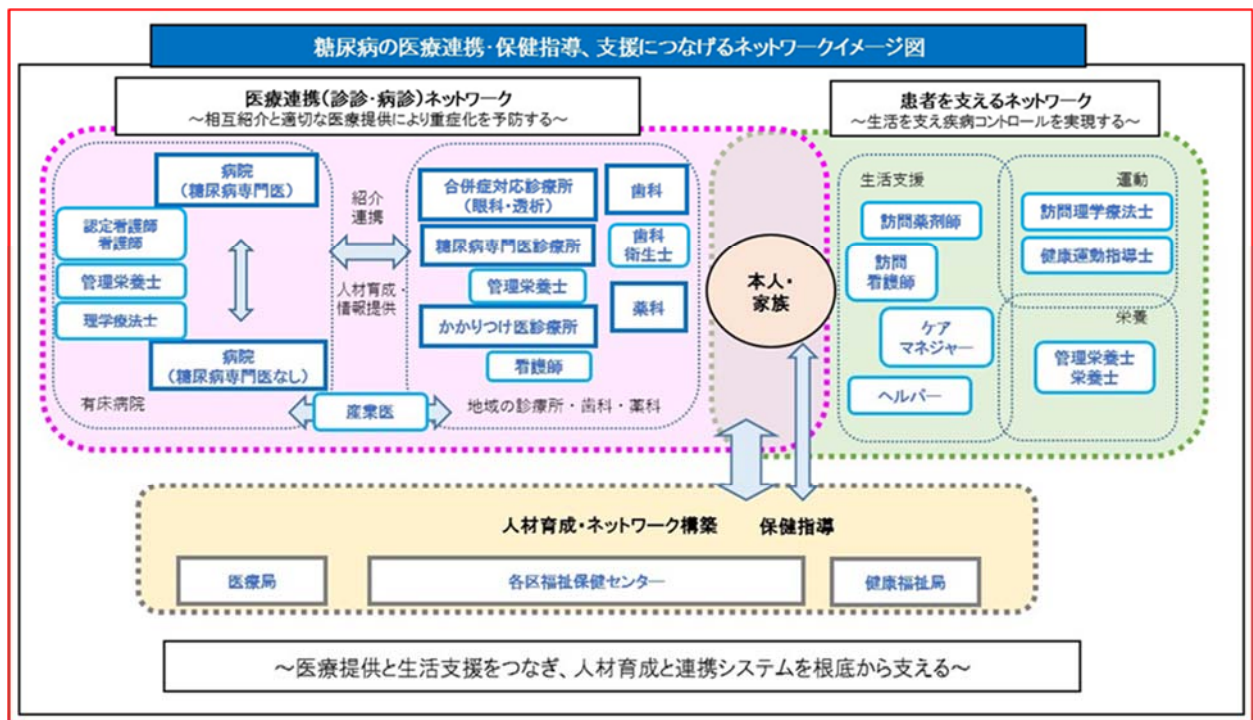 糖尿病の医療連携・保健指導、支援につなげるネットワークイメージ図
医療連携(診診・病診)ネットワーク
～相互紹介と適切な医療提供により重症化を予防する～
患者を支えるネットワーク
～生活を支え疾病コントロールを実現する～
病院
(糖尿病専門医)
認定看護師
看護師
管理栄養士
理学療法士
病院
(糖尿病専門医なし)
有床病院
紹介
連携
人材育成・
情報提供
産業医
合併症対応診療所
(眼科・透析)
糖尿病専門医診療所
管理栄養士
かかりつけ医診療所
看護師
歯科
歯科
衛生士
薬科
地域の診療所・歯科・薬科
本人・
家族
生活支援
訪問薬剤師
訪問
看護師
ケア
マネジャー
ヘルパー
運動
訪問理学療法士
健康運動指導士
栄養
管理栄養士
栄養士
人材育成・ネットワーク構築
保健指導
医療局
各区福祉保健センター
健康福祉局
～医療提供と生活支援をつなぎ、人材育成と連携システムを根底から支える～